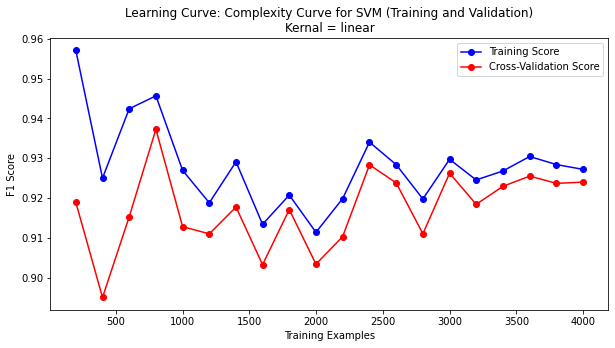 Learning Curve: Complexity Curve for SVM (Training and Validation)
Kernal = linear
Training Score
Cross-Validation Score
F1 Score
0.96
0.95
0.94
0.93
0.92
0.91
0.90
500
1000
1500
2000
2500
3000
3500
4000
Training Examples